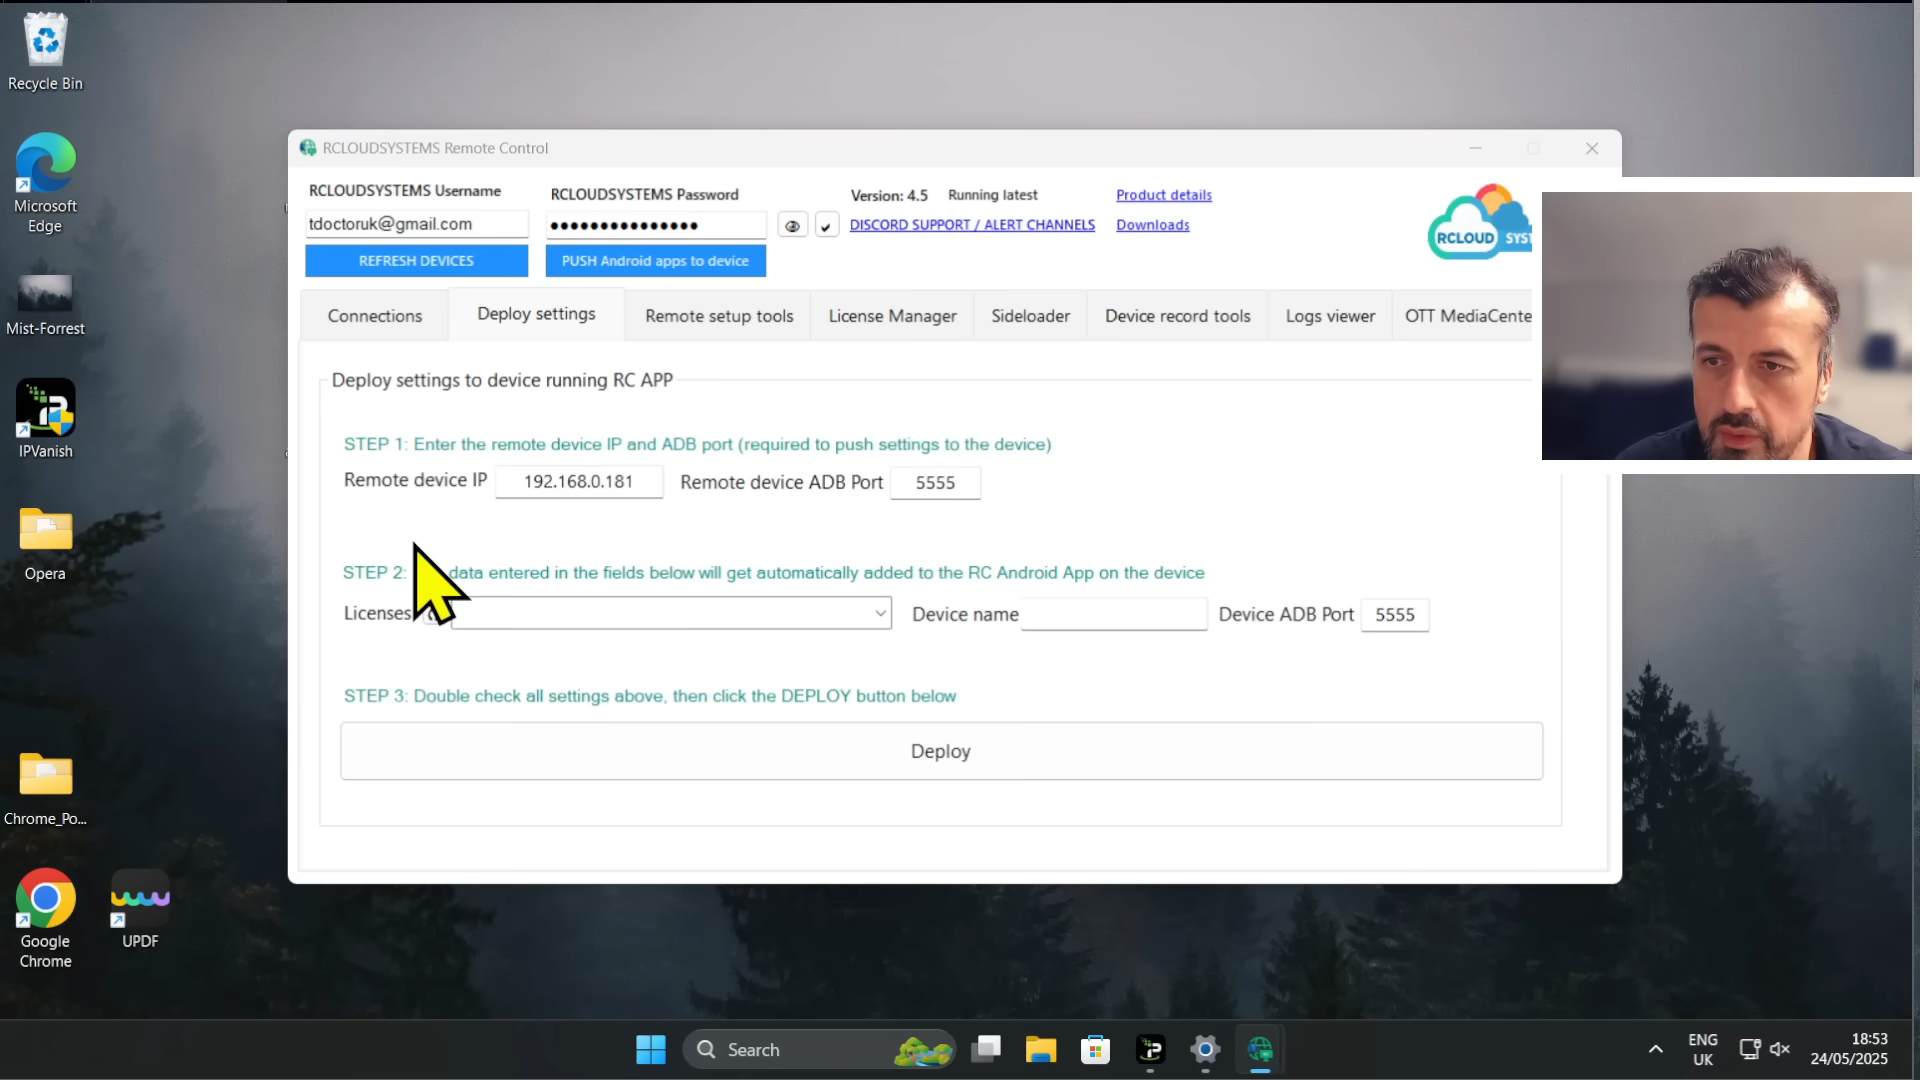 Recycle Bin
Microsoft
Edge
Mist-Forrest
IPVanish
Opera
Chrome_Po...
Google
Chrome
UPDF
RCLOUDSYSTEMS Remote Control
RCLOUDSYSTEMS Username
RCLOUDSYSTEMS Password
Version: 4.5
Running latest
Product details
tdoctoruk@gmail.com
DISCORD SUPPORT / ALERT CHANNELS
Downloads
REFRESH DEVICES
PUSH Android apps to device
RCLOUD
Connections
Deploy settings
Remote setup tools
License Manager
Sideloader
Device record tools
Logs viewer
OTT MediaCente
Deploy settings to device running RC APP
STEP 1: Enter the remote device IP and ADB port (required to push settings to the device)
Remote device IP
192.168.0.181
Remote device ADB Port
5555
STEP 2: data entered in the fields below will get automatically added to the RC Android App on the device
Licenses
Device name
Device ADB Port
5555
STEP 3: Double check all settings above, then click the DEPLOY button below
Deploy
Search
ENG
UK
18:53
24/05/2025